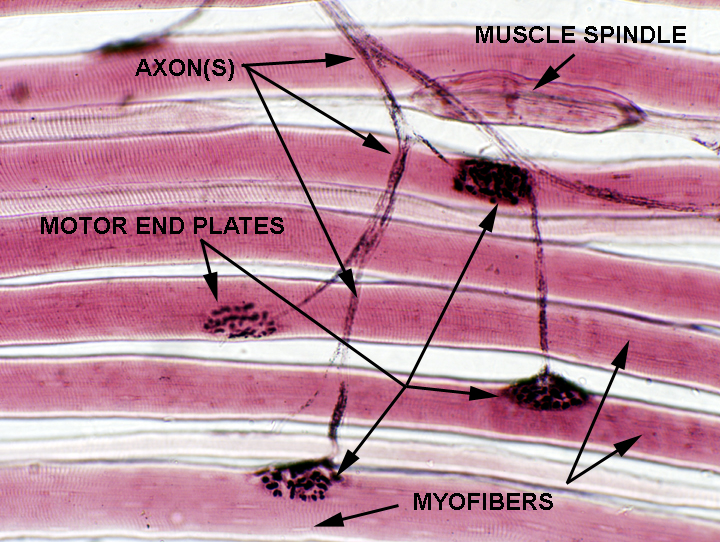 MUSCLE SPINDLE
AXON(S)
MOTOR END PLATES
MYOFIBERS